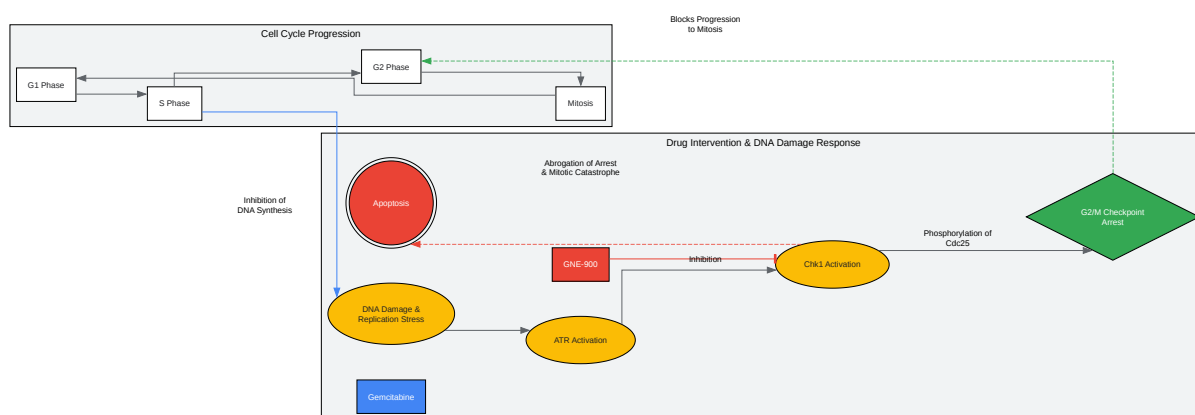 Blocks Progression
to Mitosis
Cell Cycle Progression
G2 Phase
G1 Phase
S Phase
Mitosis
Drug Intervention & DNA Damage Response
Abrogation of Arrest
& Mitotic Catastrophe
Inhibition of
DNA Synthesis
Apoptosis
G2/M Checkpoint
Arrest
Phosphorylation of
Cdc25
GNE-900
Inhibition
Chk1 Activation
DNA Damage &
Replication Stress
ATR Activation
Gemcitabine